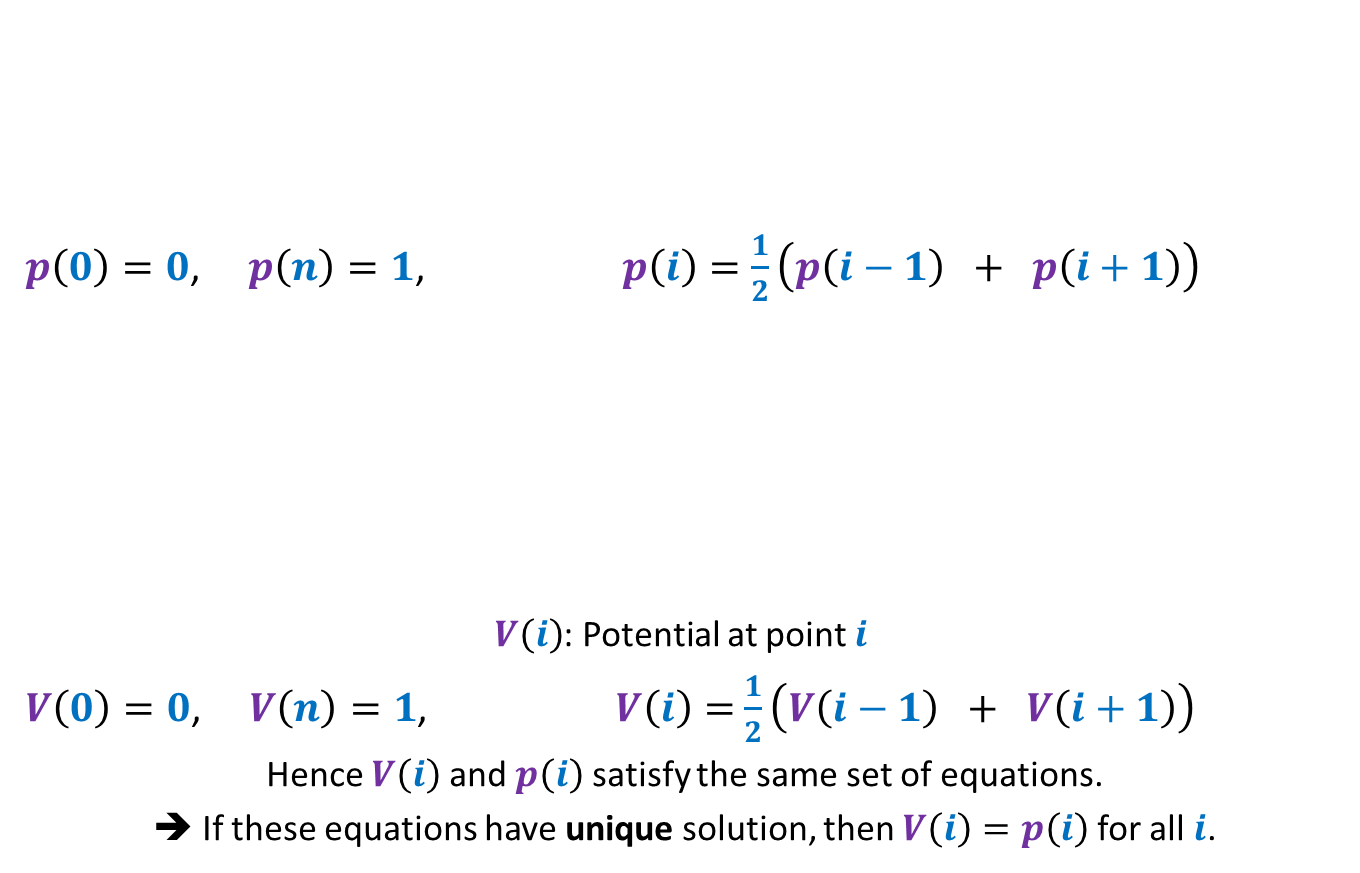 p(0) = 0, p(n) = 1, p(i) = 1/2 (p(i − 1) + p(i + 1))
V(i): Potential at point i
V(0) = 0, V(n) = 1, V(i) = 1/2 (V(i − 1) + V(i + 1))
Hence V(i) and p(i) satisfy the same set of equations.
➔ If these equations have unique solution, then V(i) = p(i) for all i.